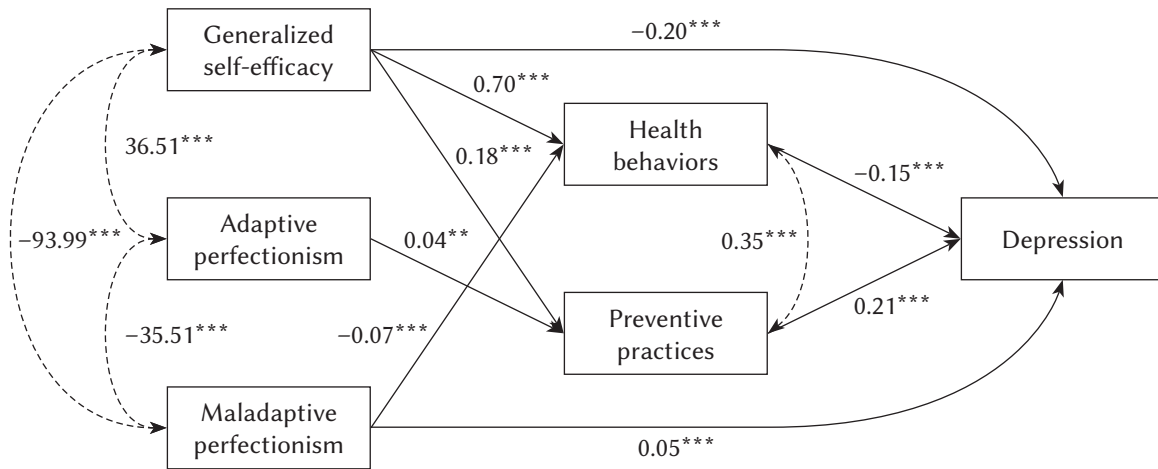 Generalized
self-efficacy
−0.20***
0.70***
Health
behaviors
36.51***
0.18***
−0.15***
−93.99***
Adaptive
perfectionism
0.04**
0.35***
Depression
−35.51***
−0.07***
Preventive
practices
0.21***
Maladaptive
perfectionism
0.05***